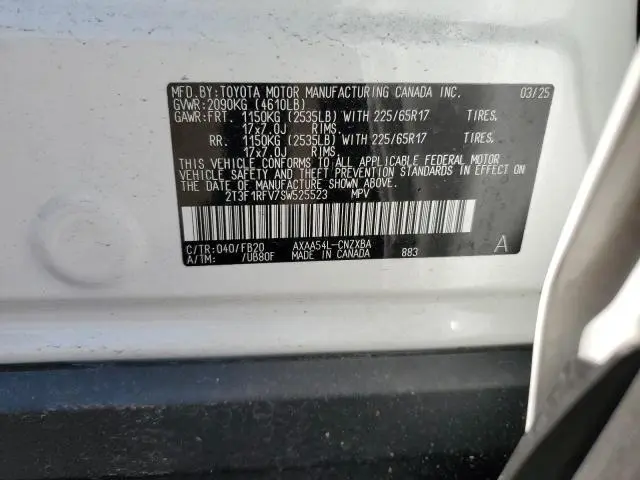 MFD.BY:TOYOTA MOTOR MANUFACTURING CANADA INC. 03/25
GVWR:2090KG (4610LB)
GAWR:FRT. 1150KG (2535LB) WITH 225/65R17 TIRES,
17x7.0J RIMS,
RR. 1150KG (2535LB) WITH 225/65R17 TIRES,
17x7.0J RIMS,
THIS VEHICLE CONFORMS TO ALL APPLICABLE FEDERAL MOTOR
VEHICLE SAFETY AND THEFT PREVENTION STANDARDS IN EFFECT ON
THE DATE OF MANUFACTURE SHOWN ABOVE.
2T3F1RFV7SW525523 MPV
C/TR:040/FB20 AXAA54L-CNZXBA A
A/TM: /UB80F MADE IN CANADA 883